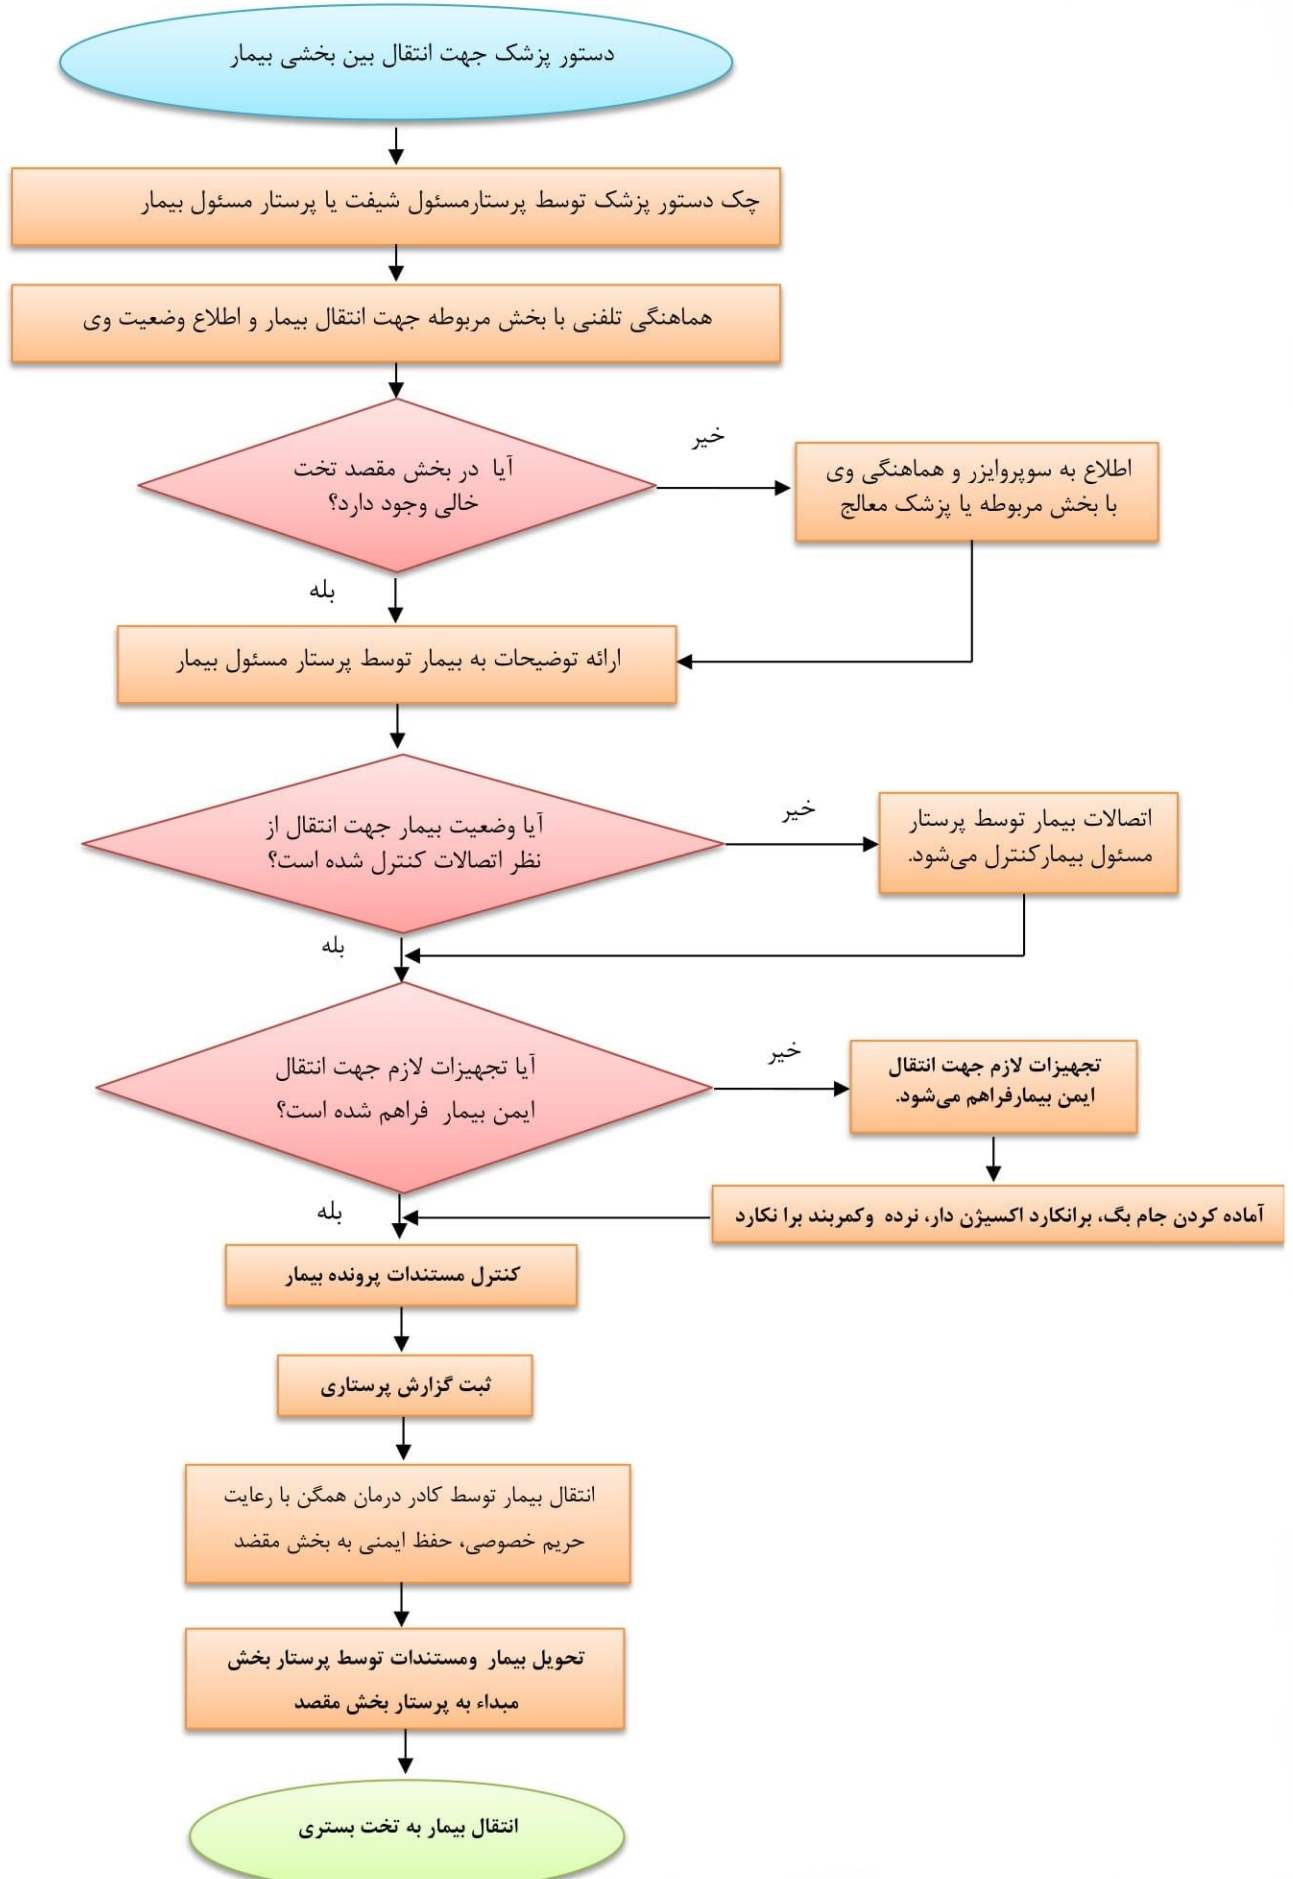 دستور پزشک جهت انتقال بین بخشی بیمار
چک دستور پزشک توسط پرستارمسئول شیفت یا پرستار مسئول بیمار
هماهنگی تلفنی با بخش مربوطه جهت انتقال بیمار و اطلاع وضعیت وی
آیا در بخش مقصد تخت
خالی وجود دارد؟
خیر
اطلاع به سوپروایزر و هماهنگی وی
با بخش مربوطه یا پزشک معالج
بله
ارائه توضیحات به بیمار توسط پرستار مسئول بیمار
آیا وضعیت بیمار جهت انتقال از
نظر اتصالات کنترل شده است؟
خیر
اتصالات بیمار توسط پرستار
مسئول بیمارکنترل می‌شود.
بله
آیا تجهیزات لازم جهت انتقال
ایمن بیمار فراهم شده است؟
خیر
تجهیزات لازم جهت انتقال
ایمن بیمارفراهم می‌شود.
آماده کردن جام بگ، برانکارد اکسیژن دار، نرده وکمربند برا نکارد
بله
کنترل مستندات پرونده بیمار
ثبت گزارش پرستاری
انتقال بیمار توسط کادر درمان همگن با رعایت
حریم خصوصی، حفظ ایمنی به بخش مقضد
تحویل بیمار ومستندات توسط پرستار بخش
مبداء به پرستار بخش مقصد
انتقال بیمار به تخت بستری